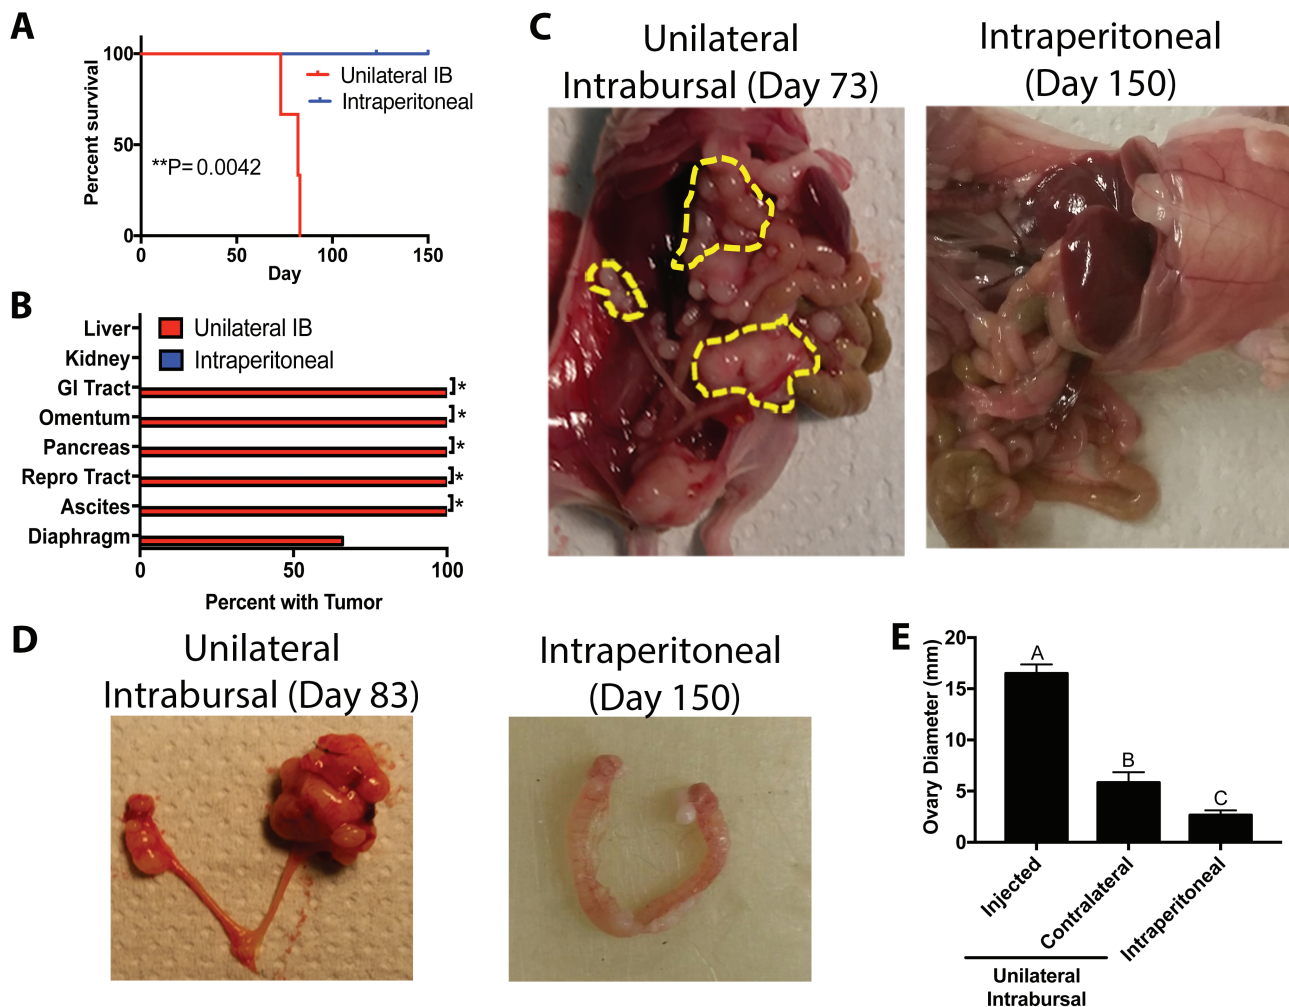 A
Percent survival
100
50
0
0 50 100 150
Day
Unilateral IB
Intraperitoneal
**P=0.0042
B
Liver
Kidney
GI Tract
Omentum
Pancreas
Repro Tract
Ascites
Diaphragm
Unilateral IB
Intraperitoneal
*
*
*
*
*
0 50 100
Percent with Tumor
C
Unilateral
Intrabursal (Day 73)
Intraperitoneal
(Day 150)
D
Unilateral
Intrabursal (Day 83)
Intraperitoneal
(Day 150)
E
Ovary Diameter (mm)
20
15
10
5
0
A
B
C
Injected
Contralateral
Intraperitoneal
Unilateral
Intrabursal